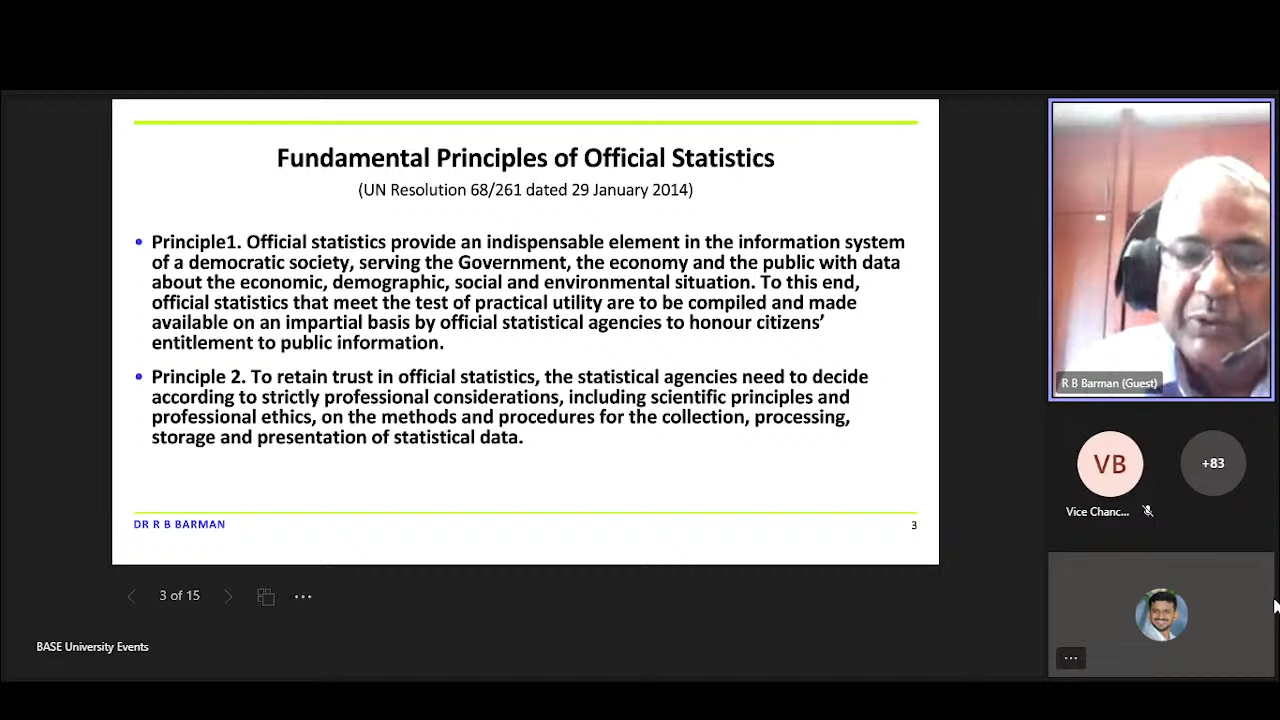 Fundamental Principles of Official Statistics
(UN Resolution 68/261 dated 29 January 2014)
• Principle1. Official statistics provide an indispensable element in the information system
of a democratic society, serving the Government, the economy and the public with data
about the economic, demographic, social and environmental situation. To this end,
official statistics that meet the test of practical utility are to be compiled and made
available on an impartial basis by official statistical agencies to honour citizens’
entitlement to public information.
• Principle 2. To retain trust in official statistics, the statistical agencies need to decide
according to strictly professional considerations, including scientific principles and
professional ethics, on the methods and procedures for the collection, processing,
storage and presentation of statistical data.
DR R B BARMAN
3
3 of 15
BASE University Events
R B Barman (Guest)
VB
+83
Vice Chanc...